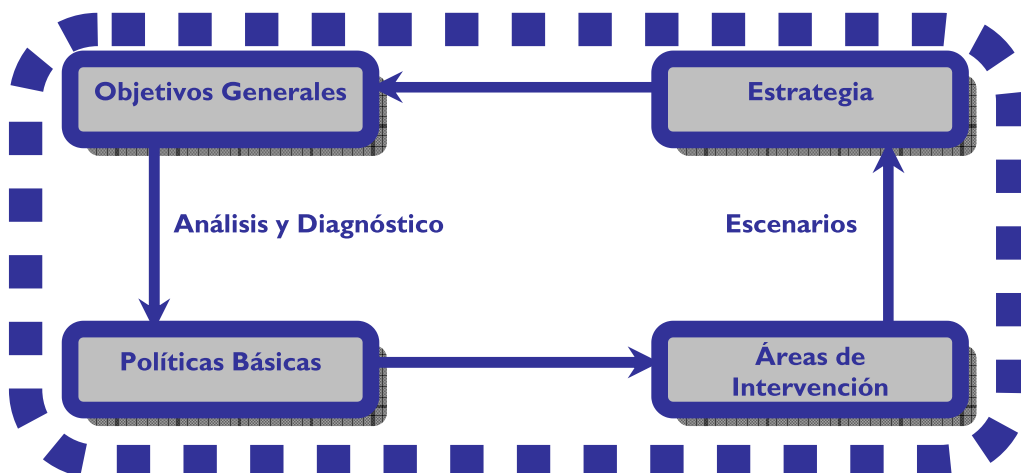 Objetivos Generales
Estrategia
Análisis y Diagnóstico
Escenarios
Políticas Básicas
Áreas de
Intervención